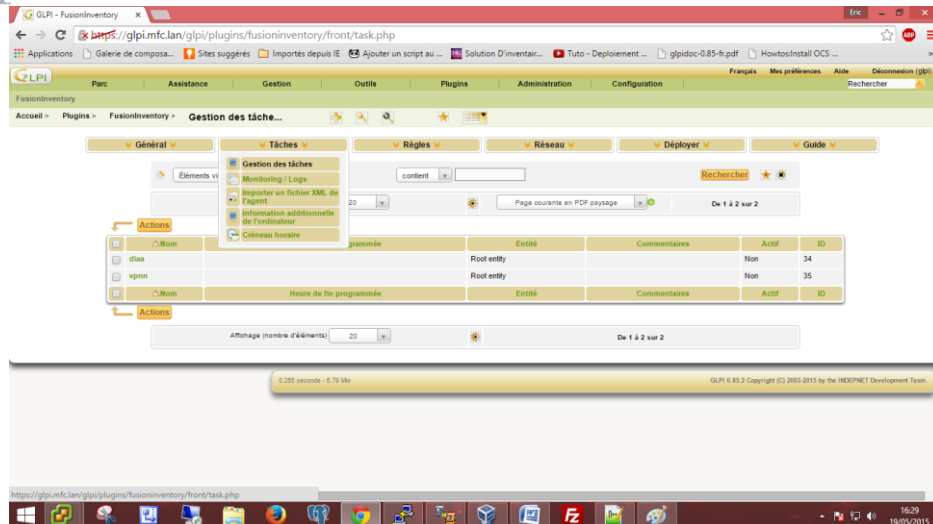 GLPI - FusionInventory
Eric
https://glpi.mfc.lan/glpi/plugins/fusioninventory/front/task.php
ABP
Applications Galerie de composa... Sites suggérés Importés depuis IE Ajouter un script au ... Solution D'inventair... Tuto - Deploiement ... glpidoc-0.85-fr.pdf Howtos:Install OCS ...
GLPI
Français Mes préférences Aide Déconnexion (glpi)
Parc Assistance Gestion Outils Plugins Administration Configuration Rechercher
FusionInventory
Accueil > Plugins > FusionInventory > Gestion des tâche...
Général Tâches Règles Réseau Déployer Guide
Gestion des tâches
Monitoring / Logs
Importer un fichier XML de l'agent
Information additionnelle de l'ordinateur
Créneau horaire
Éléments vi contient Rechercher
20 Page courante en PDF paysage De 1 à 2 sur 2
Actions
Nom grammée Entité Commentaires Actif ID
dias Root entity Non 34
vpnn Root entity Non 35
Nom Heure de fin programmée Entité Commentaires Actif ID
Actions
Affichage (nombre d'éléments) 20 De 1 à 2 sur 2
0.255 seconde - 6.79 Mio
GLPI 0.85.2 Copyright (C) 2003-2015 by the INDEPNET Development Team.
https://glpi.mfc.lan/glpi/plugins/fusioninventory/front/task.php
16:29
19/05/2015